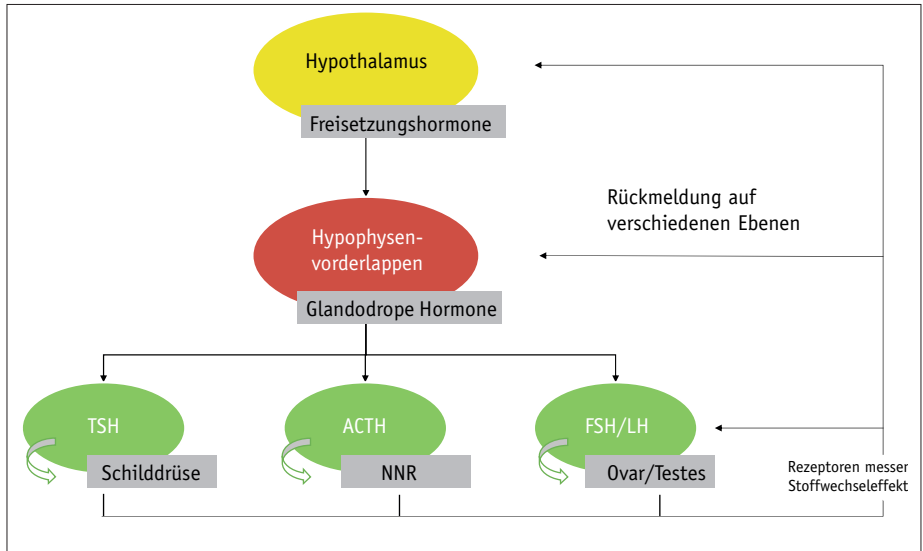 Hypothalamus
Freisetzungshormone
Rückmeldung auf
verschiedenen Ebenen
Hypophysen-
vorderlappen
Glandodrope Hormone
TSH
Schilddrüse
ACTH
NNR
FSH/LH
Ovar/Testes
Rezeptoren messer
Stoffwechseleffekt